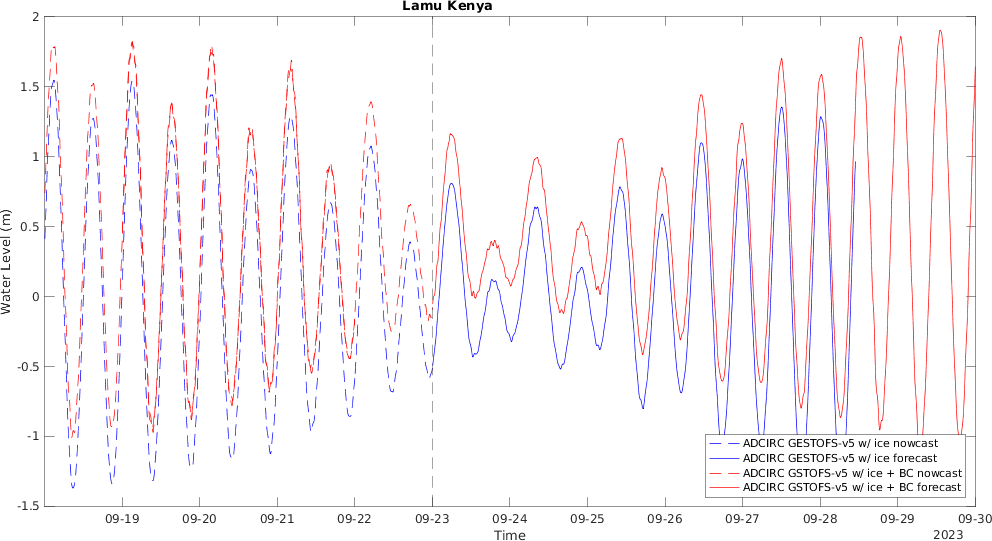 Lamu Kenya
2
1.5
1
0.5
0
-0.5
-1
-1.5
Water Level (m)
09-19 09-20 09-21 09-22 09-23 09-24 09-25 09-26 09-27 09-28 09-29 09-30
Time
2023
ADCIRC GESTOFS-v5 w/ ice nowcast
ADCIRC GESTOFS-v5 w/ ice forecast
ADCIRC GSTOFS-v5 w/ ice + BC nowcast
ADCIRC GSTOFS-v5 w/ ice + BC forecast